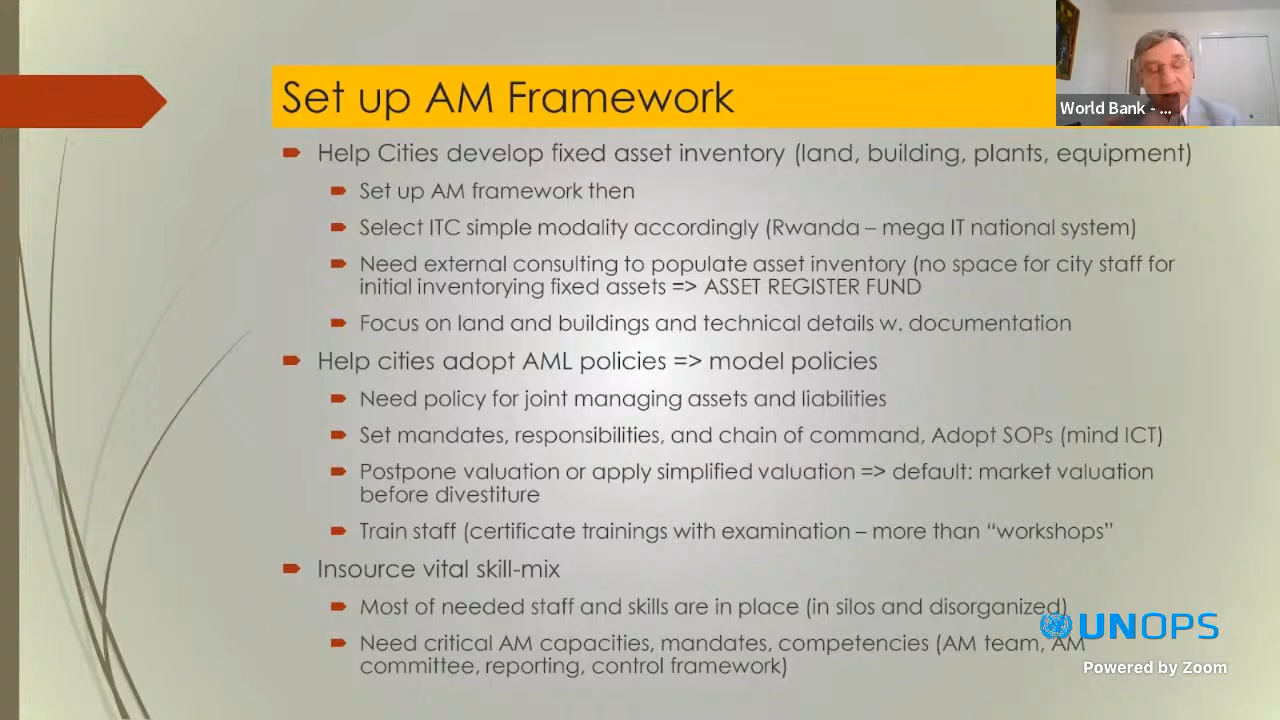 Set up AM Framework
World Bank - ...
Help Cities develop fixed asset inventory (land, building, plants, equipment)
Set up AM framework then
Select ITC simple modality accordingly (Rwanda – mega IT national system)
Need external consulting to populate asset inventory (no space for city staff for
initial inventorying fixed assets => ASSET REGISTER FUND
Focus on land and buildings and technical details w. documentation
Help cities adopt AML policies => model policies
Need policy for joint managing assets and liabilities
Set mandates, responsibilities, and chain of command, Adopt SOPs (mind ICT)
Postpone valuation or apply simplified valuation => default: market valuation
before divestiture
Train staff (certificate trainings with examination – more than “workshops”
Insource vital skill-mix
Most of needed staff and skills are in place (in silos and disorganized)
Need critical AM capacities, mandates, competencies (AM team, AM
committee, reporting, control framework)
UNOPS
Powered by Zoom